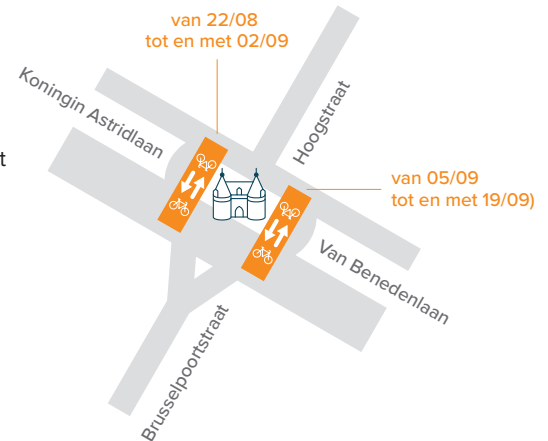 van 22/08
tot en met 02/09
Koningin Astridlaan
Hoogstraat
t
van 05/09
tot en met 19/09)
Van Benedenlaan
Brusselpoortstraat